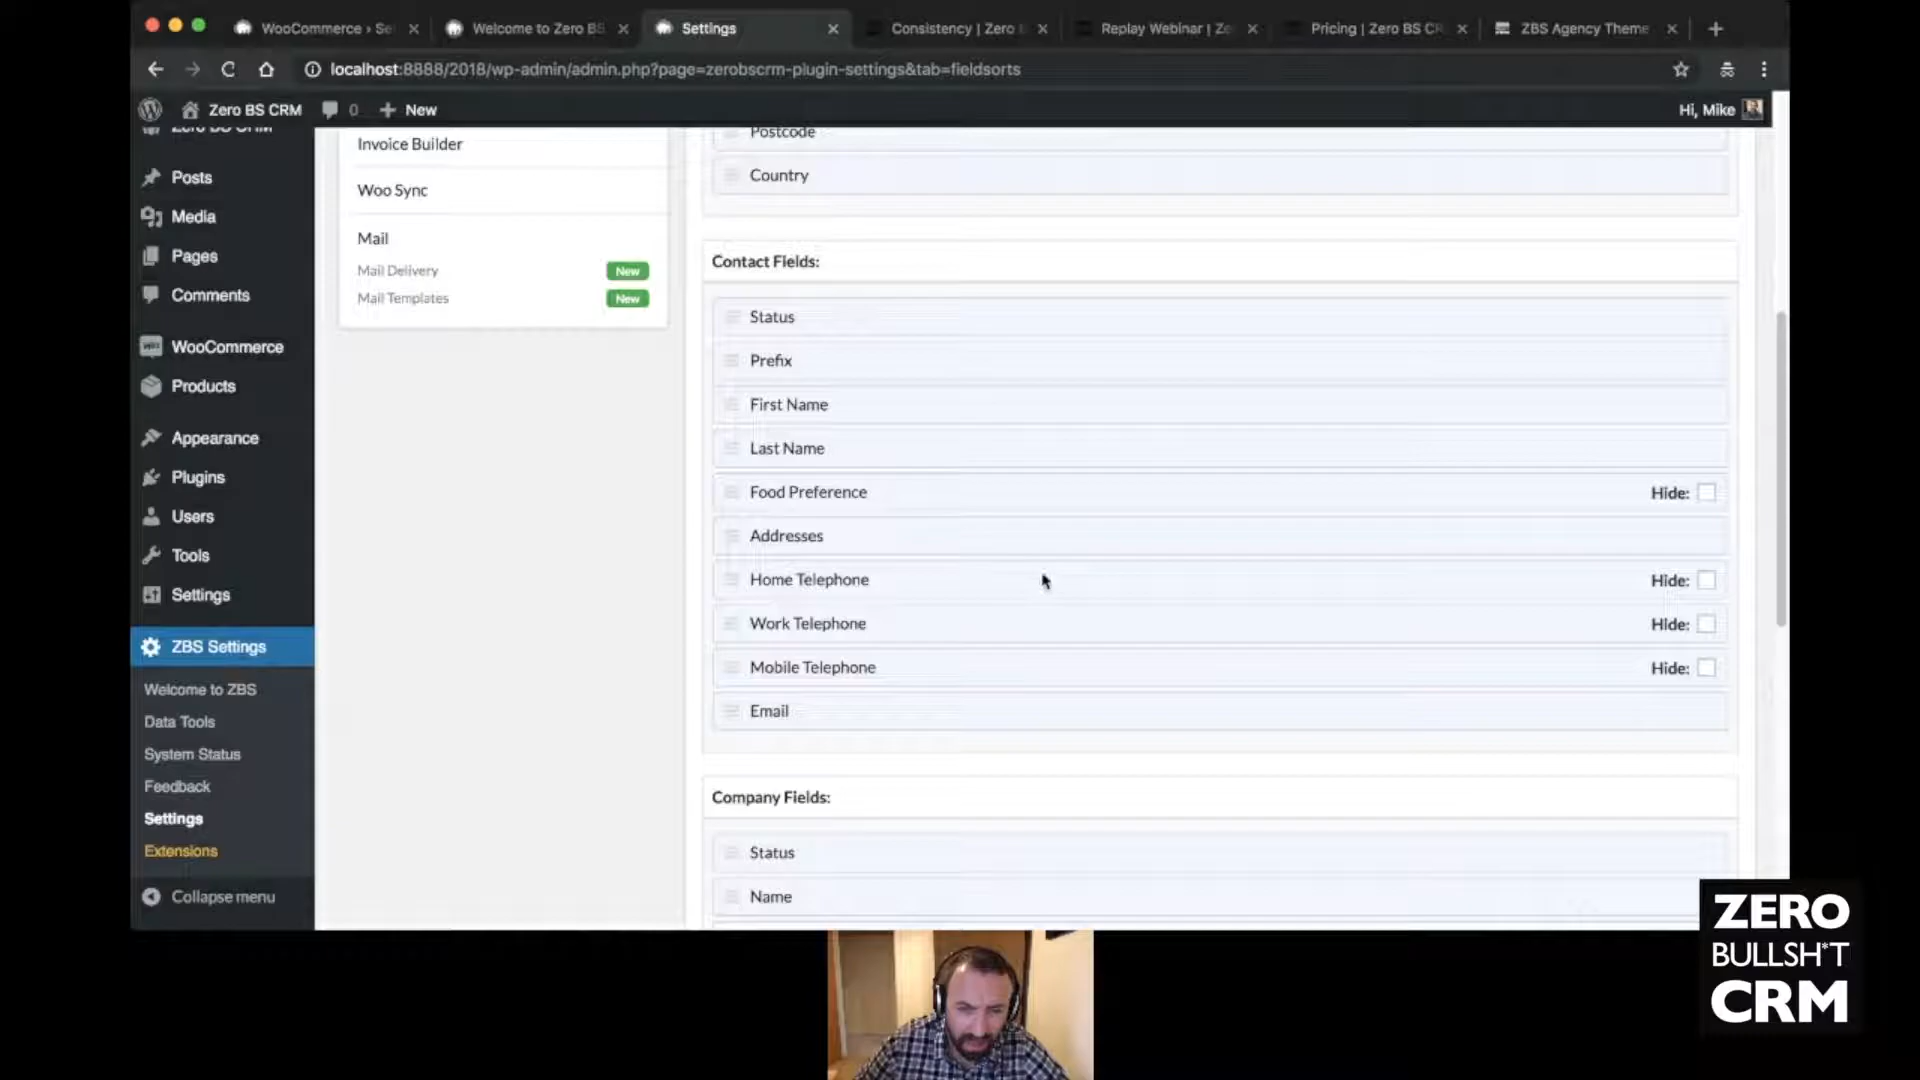 WooCommerce › Se
Welcome to Zero BS
Settings
Consistency | Zero
Replay Webinar | Ze
Pricing | Zero BS CR
ZBS Agency Theme
localhost:8888/2018/wp-admin/admin.php?page=zerobscrm-plugin-settings&tab=fieldsorts
Zero BS CRM
0
New
Hi, Mike
Zero BS CRM
Posts
Media
Pages
Comments
WooCommerce
Products
Appearance
Plugins
Users
Tools
Settings
ZBS Settings
Welcome to ZBS
Data Tools
System Status
Feedback
Settings
Extensions
Collapse menu
Invoice Builder
Woo Sync
Mail
Mail Delivery New
Mail Templates New
Postcode
Country
Contact Fields:
Status
Prefix
First Name
Last Name
Food Preference Hide:
Addresses
Home Telephone Hide:
Work Telephone Hide:
Mobile Telephone Hide:
Email
Company Fields:
Status
Name
ZERO
BULLSH*T
CRM